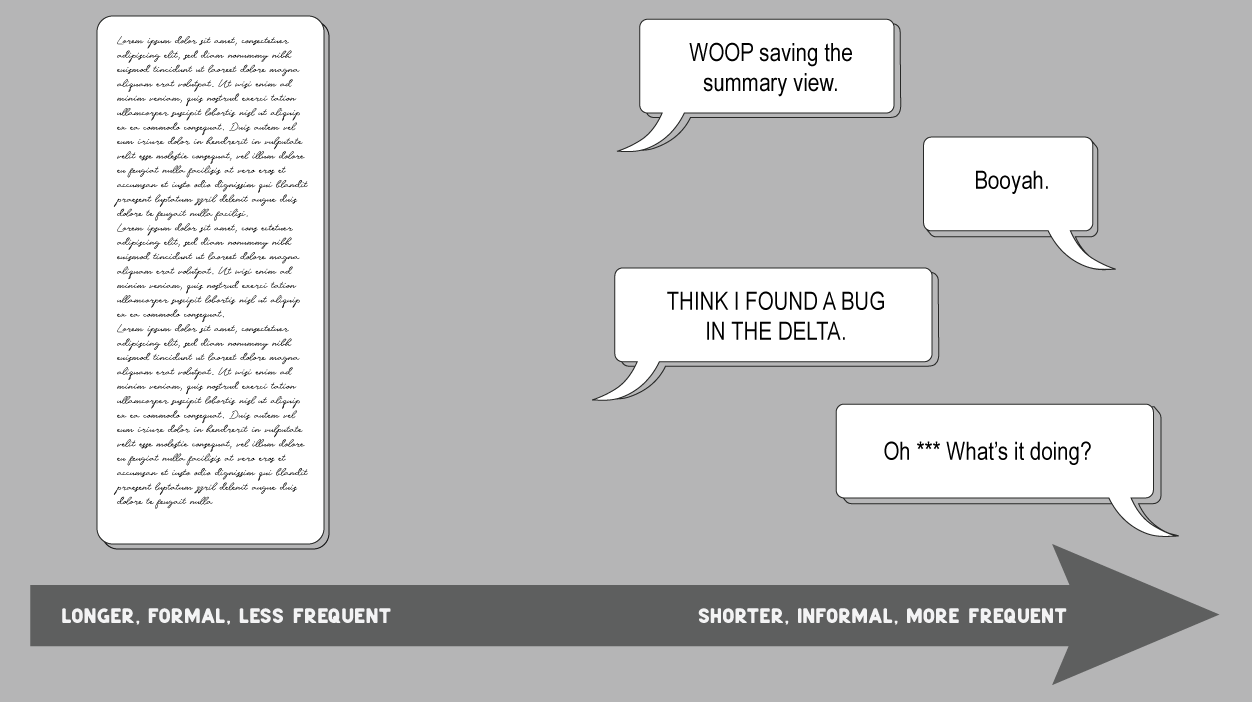 Lorem ipsum dolor sit amet, consectetuer
adipiscing elit, sed diam nonummy nibh
euismod tincidunt ut laoreet dolore magna
aliquam erat volutpat. Ut wisi enim ad
minim veniam, quis nostrud exerci tation
ullamcorper suscipit lobortis nisl ut aliquip
ex ea commodo consequat. Duis autem vel
eum iriure dolor in hendrerit in vulputate
velit esse molestie consequat, vel illum dolore
eu feugiat nulla facilisis at vero eros et
accumsan et iusto odio dignissim qui blandit
praesent luptatum zzril delenit augue duis
dolore te feugait nulla facilisi.
Lorem ipsum dolor sit amet, cons ectetuer
adipiscing elit, sed diam nonummy nibh
euismod tincidunt ut laoreet dolore magna
aliquam erat volutpat. Ut wisi enim ad
minim veniam, quis nostrud exerci tation
ullamcorper suscipit lobortis nisl ut aliquip
ex ea commodo consequat.
Lorem ipsum dolor sit amet, consectetuer
adipiscing elit, sed diam nonummy nibh
euismod tincidunt ut laoreet dolore magna
aliquam erat volutpat. Ut wisi enim ad
minim veniam, quis nostrud exerci tation
ullamcorper suscipit lobortis nisl ut aliquip
ex ea commodo consequat. Duis autem vel
eum iriure dolor in hendrerit in vulputate
velit esse molestie consequat, vel illum dolore
eu feugiat nulla facilisis at vero eros et
accumsan et iusto odio dignissim qui blandit
praesent luptatum zzril delenit augue duis
dolore te feugait nulla
WOOP saving the
summary view.
Booyah.
THINK I FOUND A BUG
IN THE DELTA.
Oh *** What's it doing?
LONGER, FORMAL, LESS FREQUENT
SHORTER, INFORMAL, MORE FREQUENT